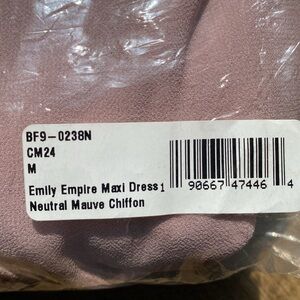 BF9-0238N
CM24
M
Emily Empire Maxi Dress
Neutral Mauve Chiffon
1 90667 47446 4